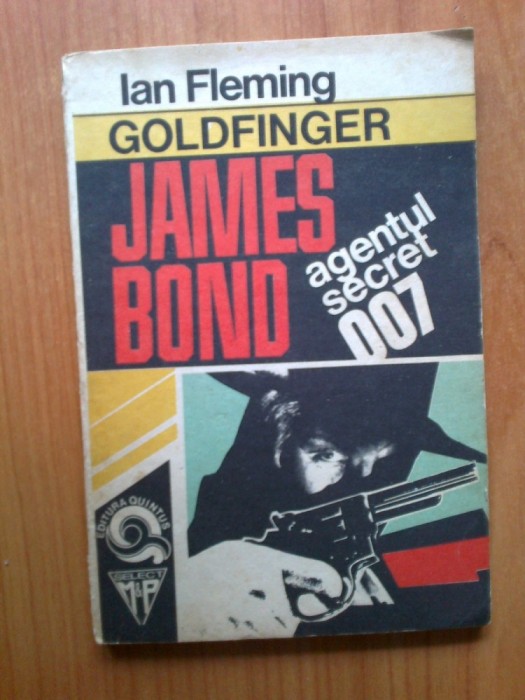 Ian Fleming
GOLDFINGER
JAMES
BOND
agentul
secret
007
EDITURA QUINTUS
SELECT
M&P